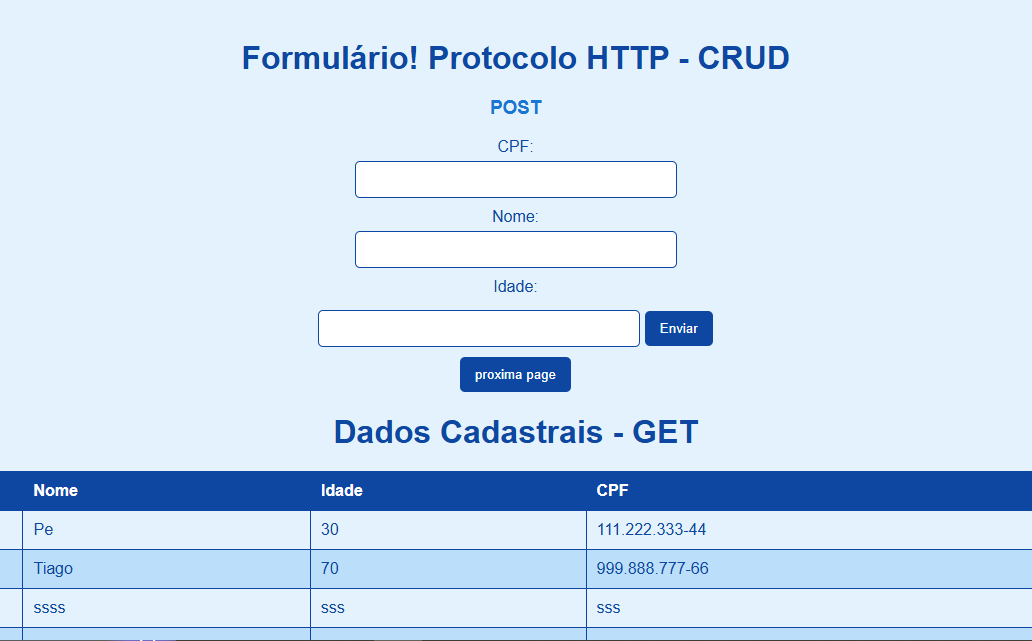 Formulário! Protocolo HTTP - CRUD
POST
CPF:
Nome:
Idade:
Enviar
proxima page
Dados Cadastrais - GET
Nome Idade CPF
Pe 30 111.222.333-44
Tiago 70 999.888.777-66
ssss sss sss